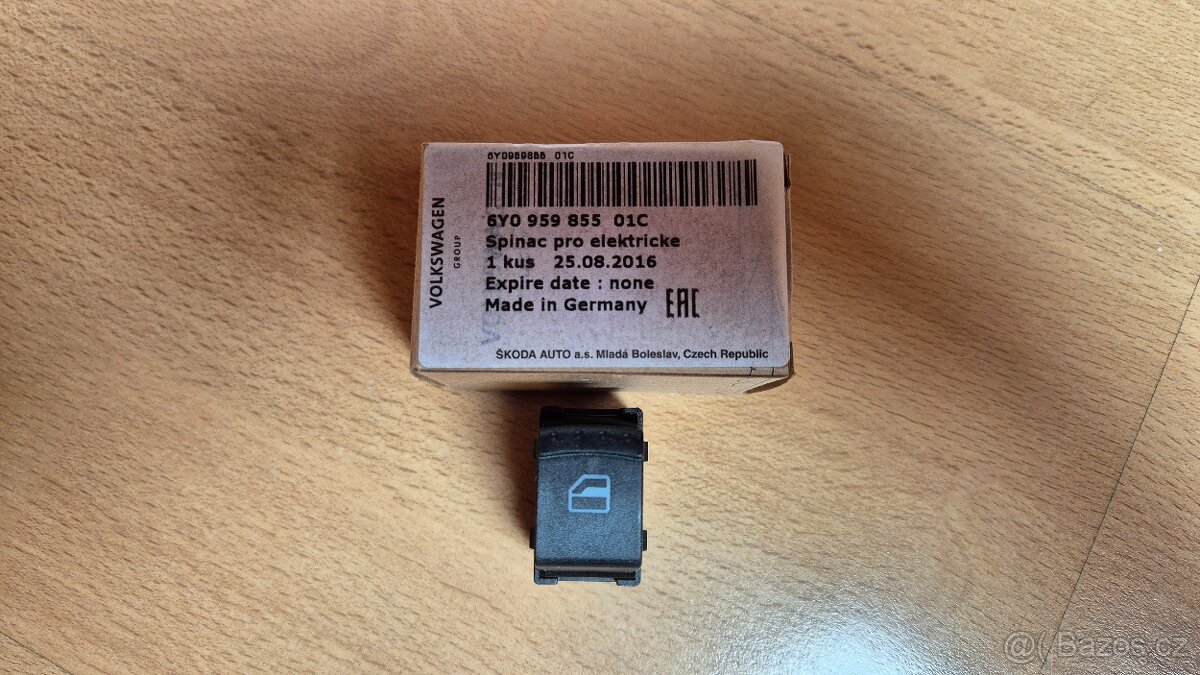 6Y0959855 01C
VOLKSWAGEN
GROUP
6Y0 959 855 01C
Spinac pro elektricke
1 kus 25.08.2016
Expire date : none
Made in Germany EAC
ŠKODA AUTO a.s. Mladá Boleslav, Czech Republic
@ Bazos.cz